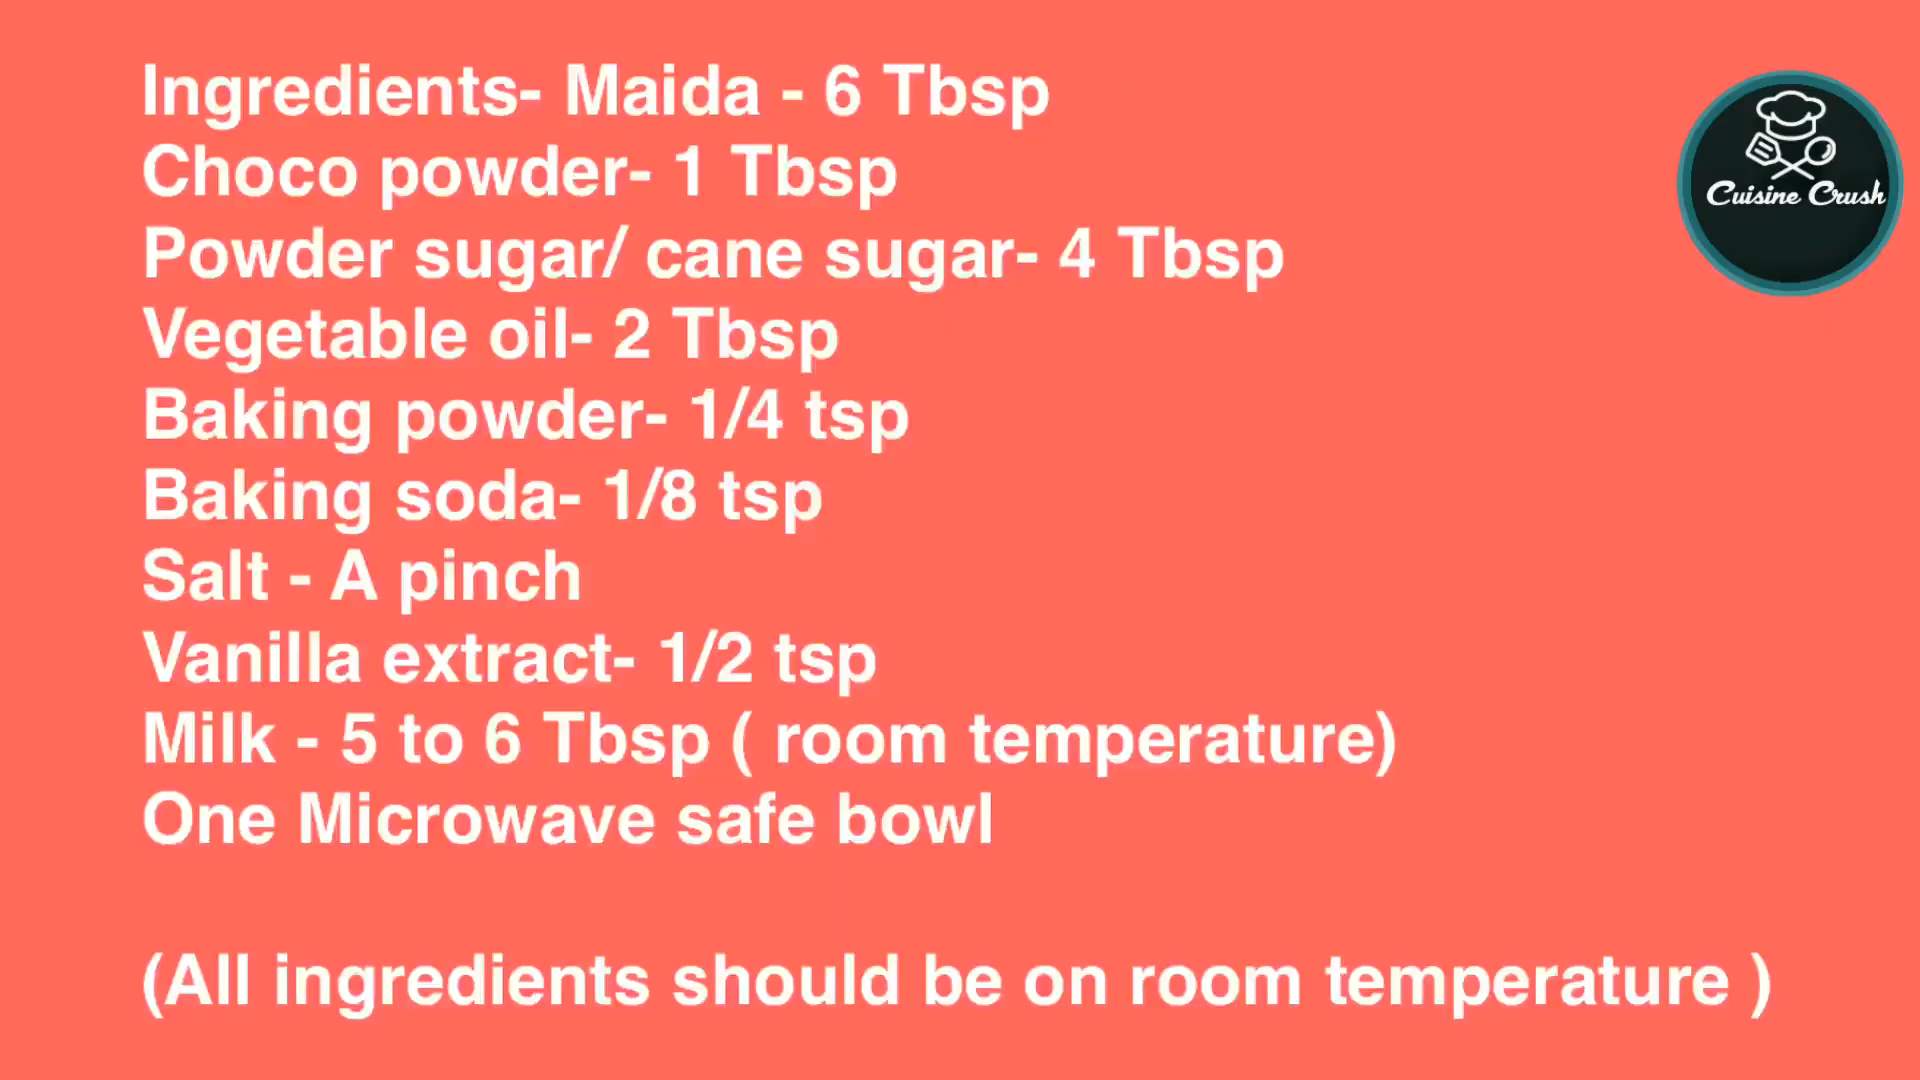 Ingredients- Maida - 6 Tbsp
Choco powder- 1 Tbsp
Powder sugar/ cane sugar- 4 Tbsp
Vegetable oil- 2 Tbsp
Baking powder- 1/4 tsp
Baking soda- 1/8 tsp
Salt - A pinch
Vanilla extract- 1/2 tsp
Milk - 5 to 6 Tbsp ( room temperature)
One Microwave safe bowl
(All ingredients should be on room temperature )
Cuisine Crush